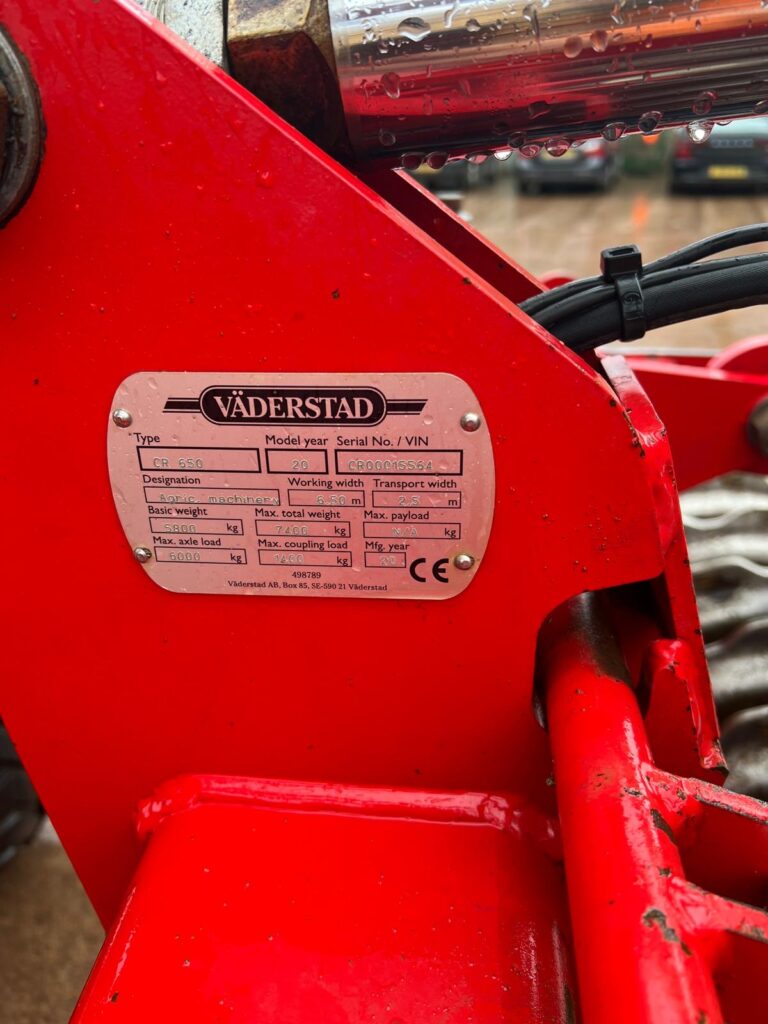 VÄDERSTAD
Type Model year Serial No. / VIN
CR 650 20 CR00015564
Designation Working width Transport width
Agric. machinery 6.50 m 2.5 m
Basic weight Max. total weight Max. payload
5800 kg 7400 kg N/A kg
Max. axle load Max. coupling load Mfg. year
6000 kg 1400 kg 20 CE
498789
Väderstad AB, Box 85, SE-590 21 Väderstad